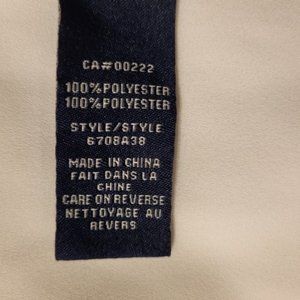 CA#00222
100%POLYESTER
100%POLYESTER
STYLE/STYLE
6708A38
MADE IN CHINA
FAIT DANS LA
CHINE
CARE ON REVERSE
NETTOYAGE AU
REVERS